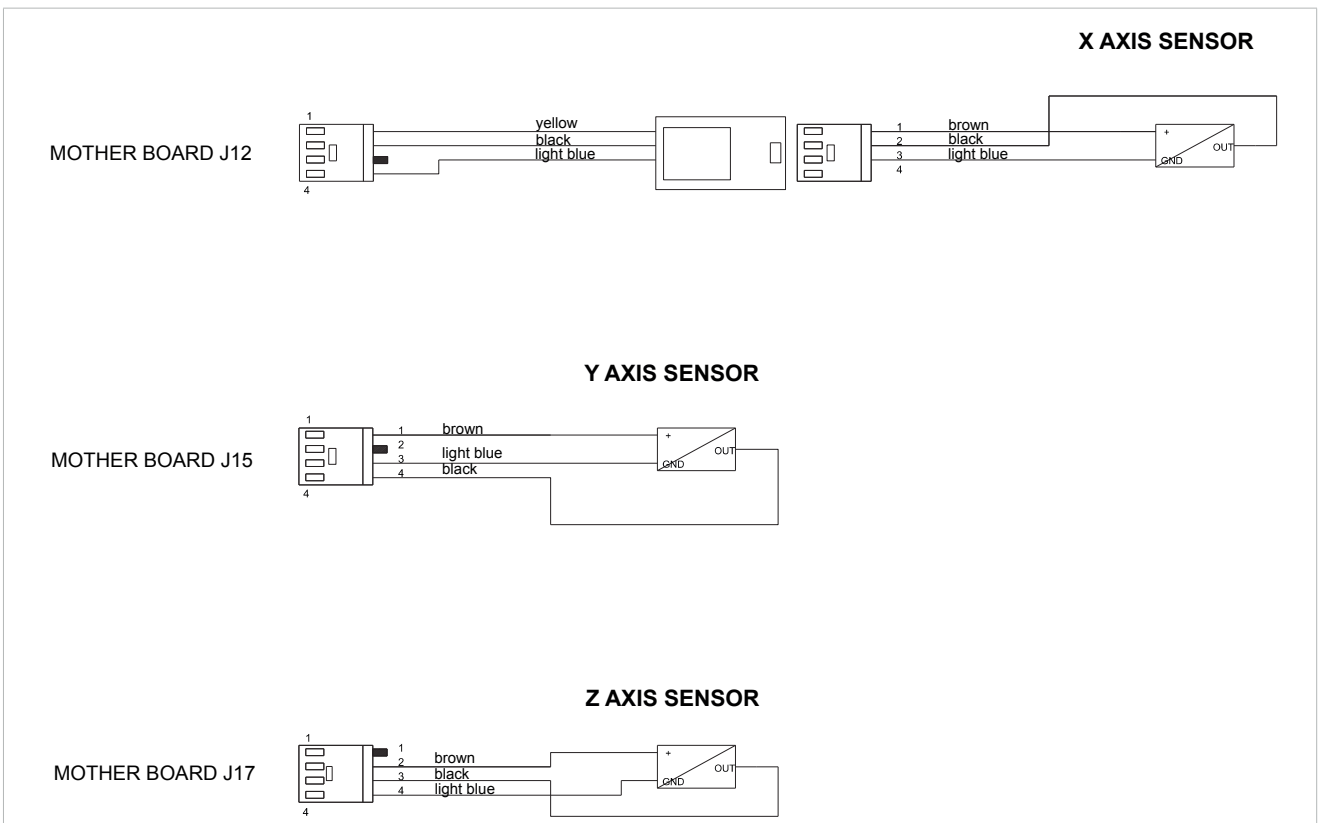 X AXIS SENSOR
MOTHER BOARD J12
1
4
yellow
black
light blue
1 brown
2 black
3 light blue
4
+
GND
OUT
Y AXIS SENSOR
MOTHER BOARD J15
1
4
1 brown
2
3 light blue
4 black
+
GND
OUT
Z AXIS SENSOR
MOTHER BOARD J17
1
4
1
2 brown
3 black
4 light blue
+
GND
OUT